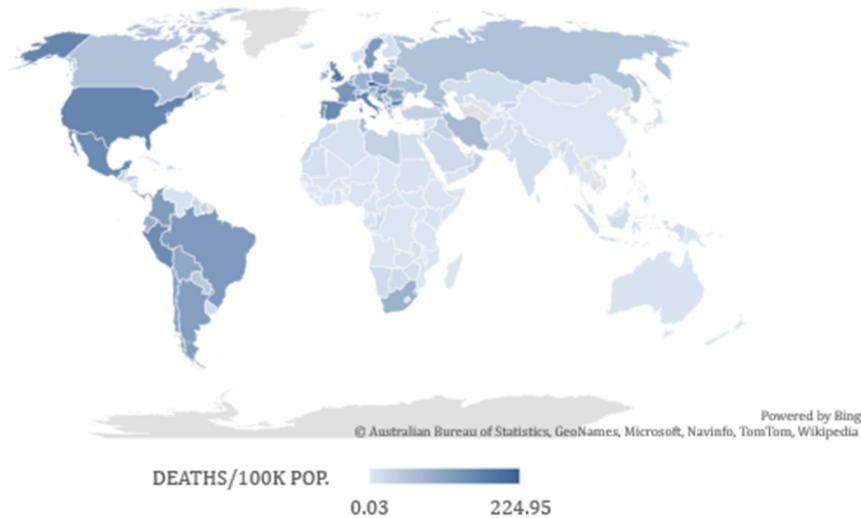 Powered by Bing
© Australian Bureau of Statistics, GeoNames, Microsoft, Navinfo, TomTom, Wikipedia
DEATHS/100K POP.
0.03 224.95